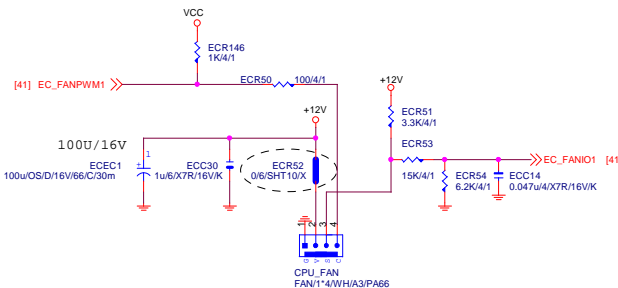 VCC
ECR146
1K/4/1
[41] EC_FANPWM1
ECR50
100/4/1
+12V
+12V
ECR51
3.3K/4/1
ECR53
15K/4/1
EC_FANIO1 [41
ECR54
6.2K/4/1
ECC14
0.047u/4/X7R/16V/K
100U/16V
ECEC1
100u/OS/D/16V/66/C/30m
+
1
ECC30
1u/6/X7R/16V/K
ECR52
0/6/SHT10/X
1
2
3
4
G
V
S
C
CPU_FAN
FAN/1*4/WH/A3/PA66